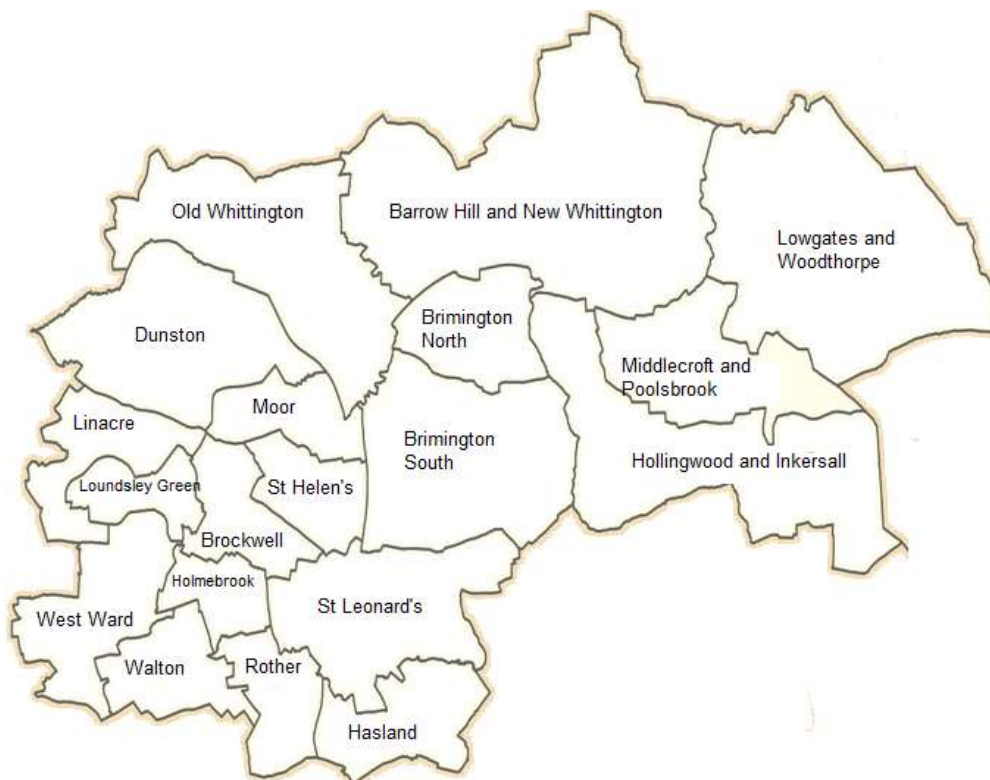 Old Whittington
Barrow Hill and New Whittington
Lowgates and
Woodthorpe
Dunston
Brimington
North
Middlecroft and
Poolsbrook
Moor
Linacre
Brimington
South
Hollingwood and Inkersall
Loundsley Green
St Helen's
Brockwell
Holmebrook
St Leonard's
West Ward
Walton
Rother
Hasland